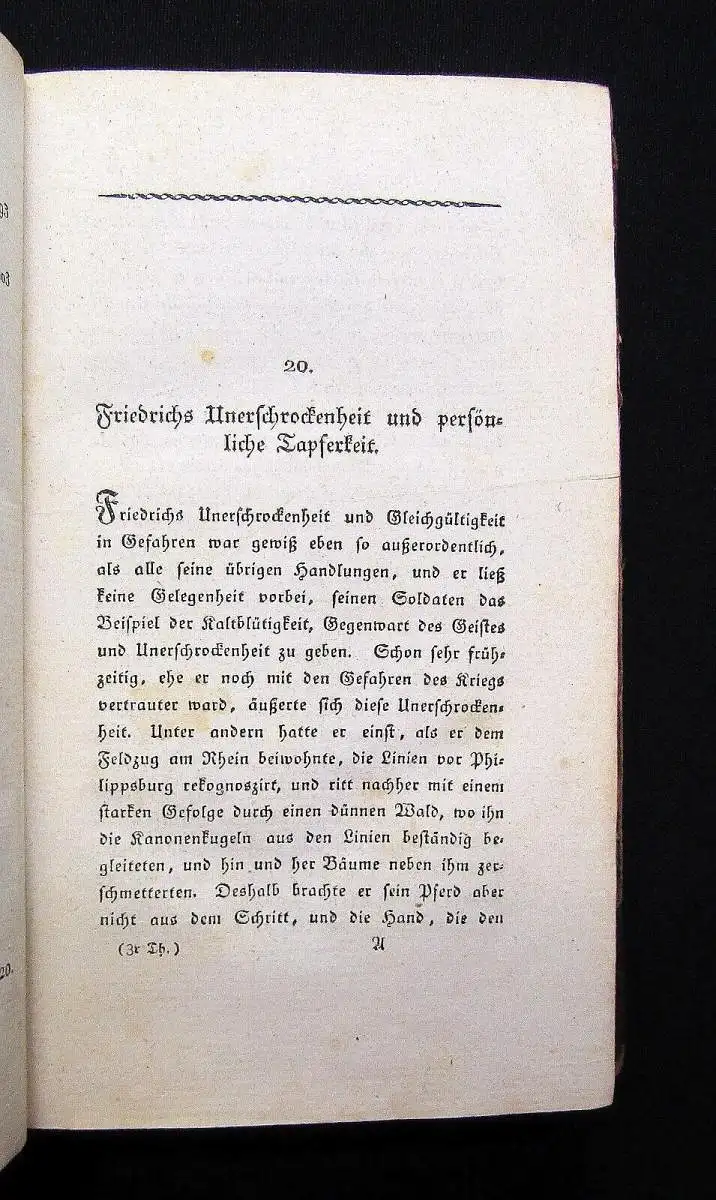 93
03
20.
20.
Friedrichs Unerschrockenheit und persön⸗
liche Tapferkeit.
Friedrichs Unerschrockenheit und Gleichgültigkeit
in Gefahren war gewiß eben so außerordentlich,
als alle seine übrigen Handlungen, und er ließ
keine Gelegenheit vorbei, seinen Soldaten das
Beispiel der Kaltblütigkeit, Gegenwart des Geistes
und Unerschrockenheit zu geben. Schon sehr früh⸗
zeitig, ehe er noch mit den Gefahren des Kriegs
vertrauter ward, äußerte sich diese Unerschrocken⸗
heit. Unter andern hatte er einst, als er dem
Feldzug am Rhein beiwohnte, die Linien vor Phi⸗
lippsburg rekognoszirt, und ritt nachher mit einem
starken Gefolge durch einen dünnen Wald, wo ihn
die Kanonenkugeln aus den Linien beständig be⸗
gleiteten, und hin und her Bäume neben ihm zer⸗
schmetterten. Deshalb brachte er sein Pferd aber
nicht aus dem Schritt, und die Hand, die den
(3r Th.) A